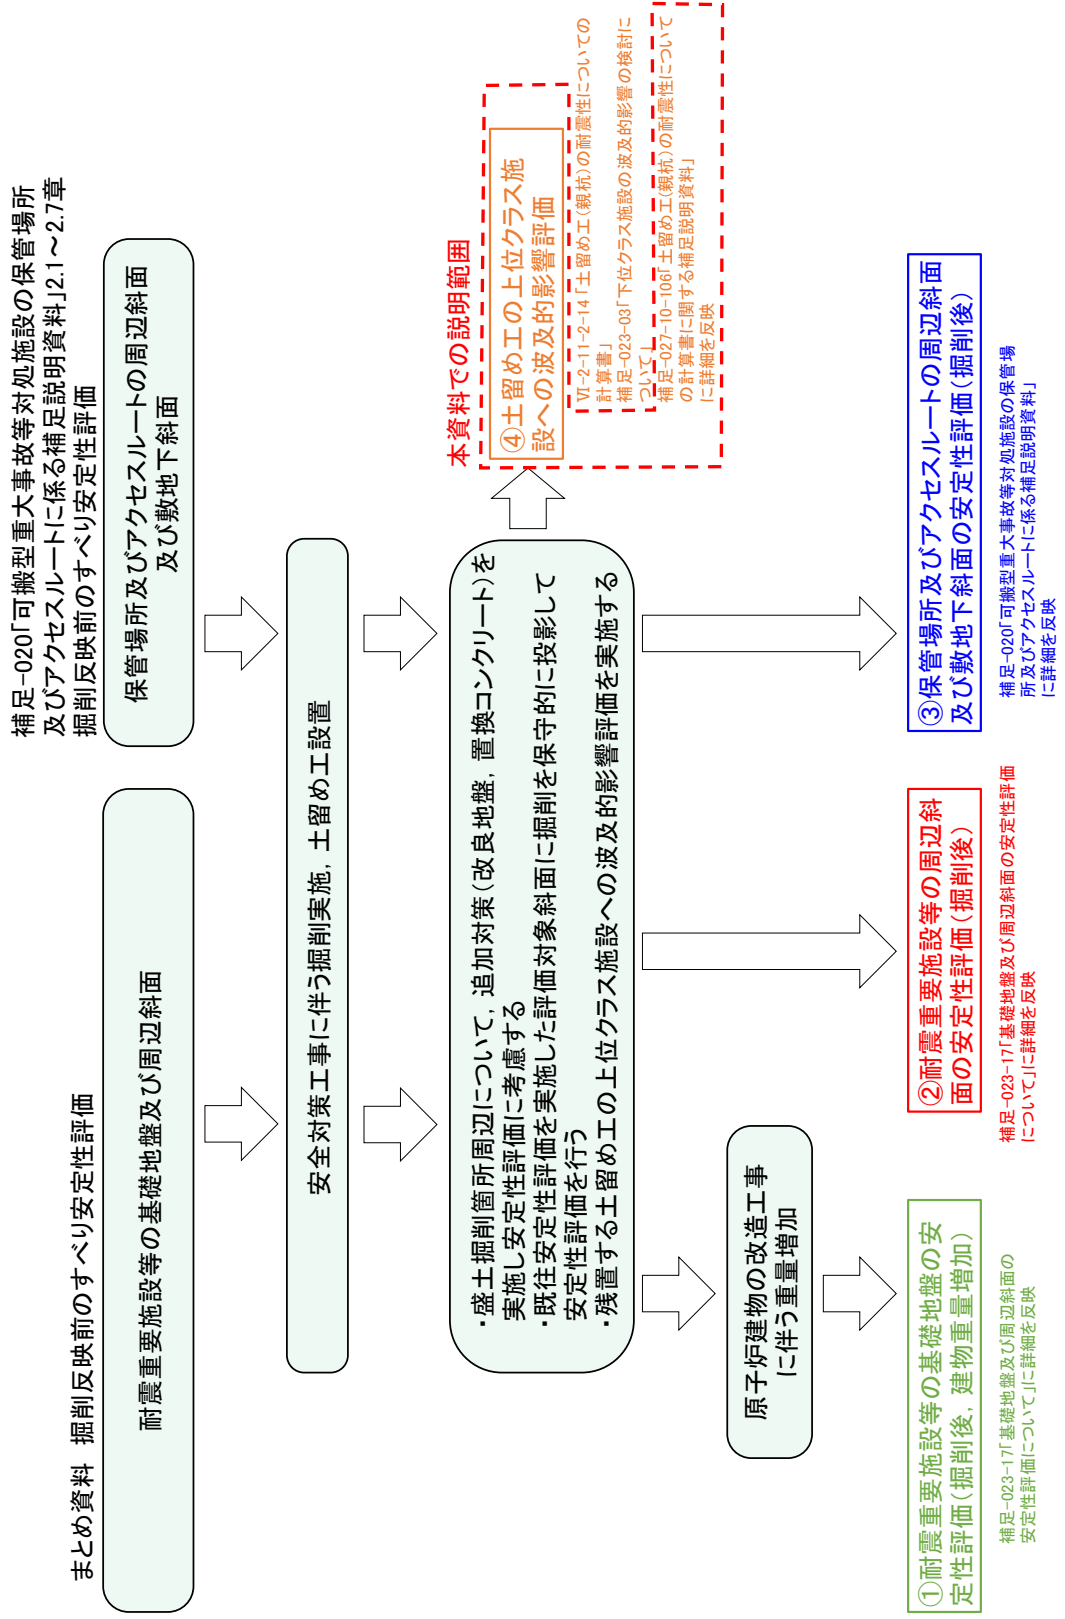 まとめ資料　掘削反映前のすべり安定性評価
耐震重要施設等の基礎地盤及び周辺斜面
補足-020「可搬型重大事故等対処施設の保管場所
及びアクセスルートに係る補足説明資料」2.1～2.7章
掘削反映前のすべり安定性評価
保管場所及びアクセスルートの周辺斜面
及び敷地下斜面
安全対策工事に伴う掘削実施，土留め工設置
・盛土掘削箇所周辺について，追加対策（改良地盤，置換コンクリート）を
実施し安定性評価に考慮する
・既往安定性評価を実施した評価対象斜面に掘削を保守的に投影して
安定性評価を行う
・残置する土留め工の上位クラス施設への波及的影響評価を実施する
本資料での説明範囲
④土留め工の上位クラス施
設への波及的影響評価
Ⅵ-2-11-2-14「土留め工（親杭）の耐震性についての
計算書」
補足-023-03「下位クラス施設の波及的影響の検討に
ついて」
補足-027-10-106「土留め工（親杭）の耐震性について
の計算書に関する補足説明資料」
に詳細を反映
原子炉建物の改造工事
に伴う重量増加
①耐震重要施設等の基礎地盤の安
定性評価（掘削後，建物重量増加）
補足-023-17「基礎地盤及び周辺斜面の
安定性評価について」に詳細を反映
②耐震重要施設等の周辺斜
面の安定性評価（掘削後）
補足-023-17「基礎地盤及び周辺斜面の安定性評価
について」に詳細を反映
③保管場所及びアクセスルートの周辺斜面
及び敷地下斜面の安定性評価（掘削後）
補足-020「可搬型重大事故等対処施設の保管場
所及びアクセスルートに係る補足説明資料」
に詳細を反映